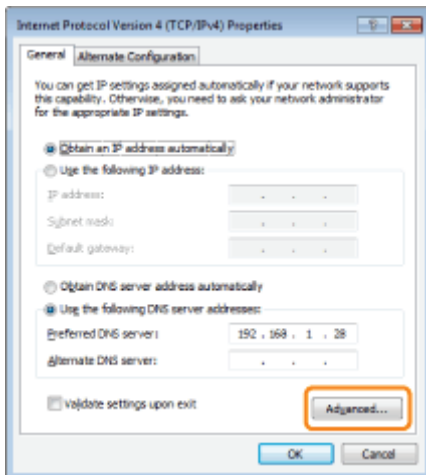 Internet Protocol Version 4 (TCP/IPv4) Properties
General Alternate Configuration
You can get IP settings assigned automatically if your network supports
this capability. Otherwise, you need to ask your network administrator
for the appropriate IP settings.
Obtain an IP address automatically
Use the following IP address:
IP address: . . .
Subnet mask: . . .
Default gateway: . . .
Obtain DNS server address automatically
Use the following DNS server addresses:
Preferred DNS server: 192 . 168 . 1 . 28
Alternate DNS server: . . .
Validate settings upon exit
Advanced...
OK Cancel